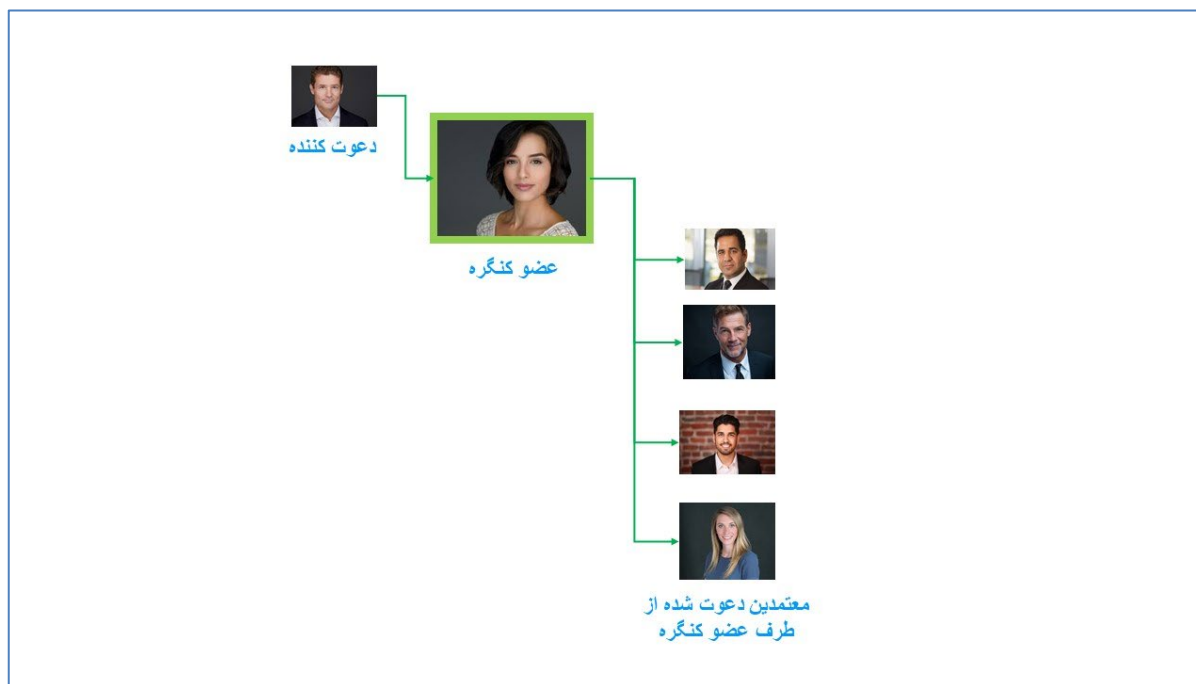 دعوت کننده
عضو کنگره
معتمدین دعوت شده از
طرف عضو کنگره